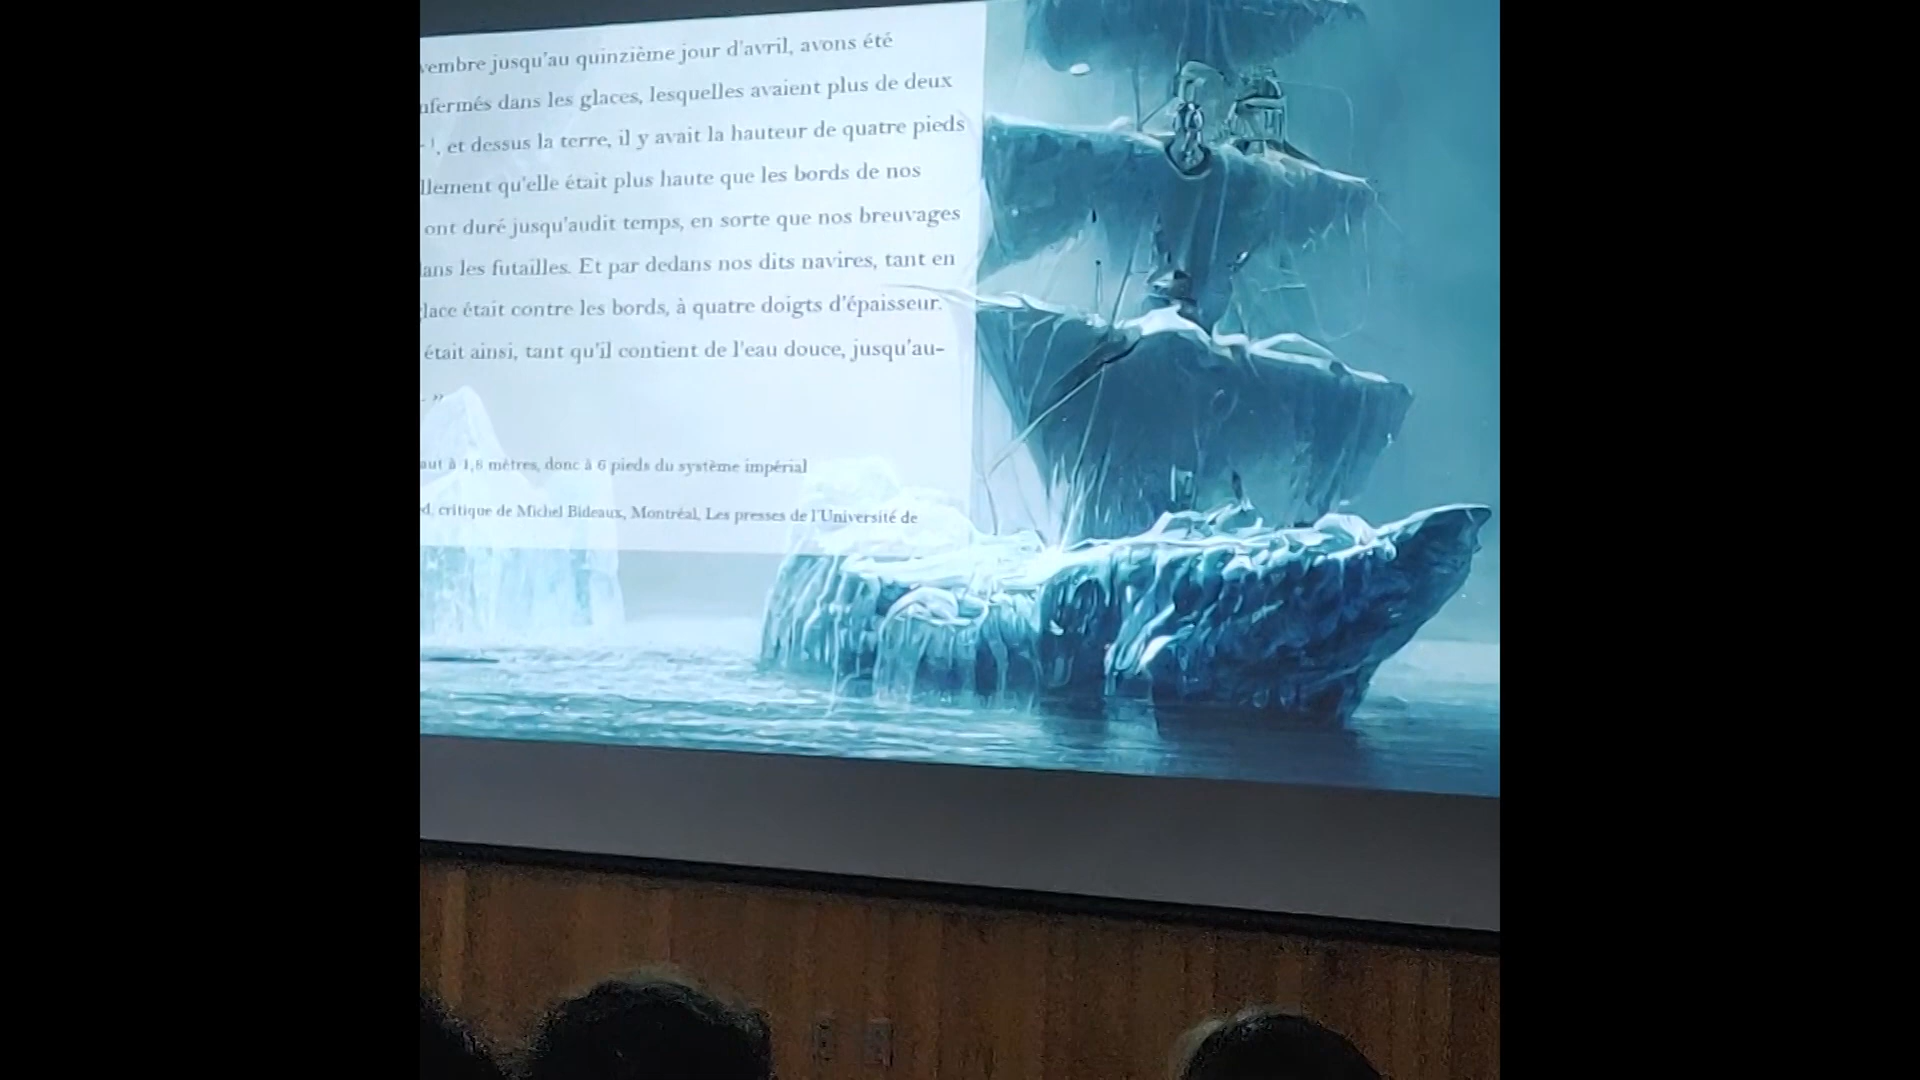 vembre jusqu'au quinzième jour d'avril, avons été
nfermés dans les glaces, lesquelles avaient plus de deux
- ¹, et dessus la terre, il y avait la hauteur de quatre pieds
llement qu'elle était plus haute que les bords de nos
ont duré jusqu'audit temps, en sorte que nos breuvages
ans les futailles. Et par dedans nos dits navires, tant en
lace était contre les bords, à quatre doigts d'épaisseur.
était ainsi, tant qu'il contient de l'eau douce, jusqu'au-
- »
aut à 1,8 mètres, donc à 6 pieds du système impérial
d. critique de Michel Bideaux, Montréal, Les presses de l'Université de